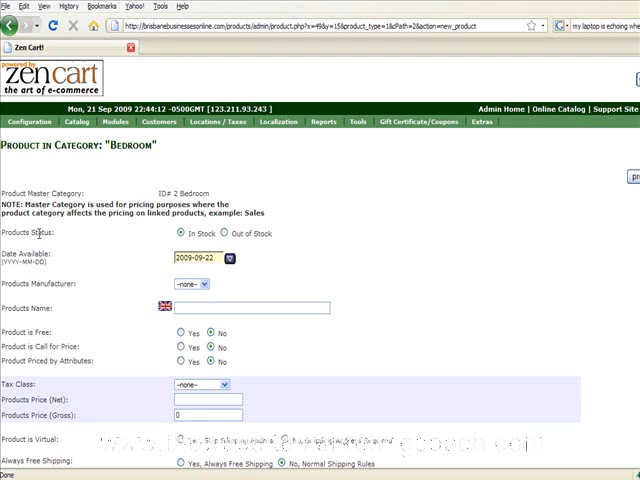 File Edit View History Bookmarks Yahoo! Tools Help
http://brisbanebusinessesonline.com/products/admin/product.php?x=49&y=15&product_type=1&cPath=2&action=new_product
my laptop is echoing whe
Zen Cart!
powered by
zen cart
the art of e-commerce
Mon, 21 Sep 2009 22:44:12 -0500GMT [123.211.93.243 ]
Admin Home | Online Catalog | Support Site
Configuration Catalog Modules Customers Locations / Taxes Localization Reports Tools Gift Certificate/Coupons Extras
Product in Category: "Bedroom"
pr
Product Master Category: ID# 2 Bedroom
NOTE: Master Category is used for pricing purposes where the
product category affects the pricing on linked products, example: Sales
Products Status: In Stock Out of Stock
Date Available: 2009-09-22
(YYYY-MM-DD)
Products Manufacturer: --none--
Products Name:
Product is Free: Yes No
Product is Call for Price: Yes No
Product Priced by Attributes: Yes No
Tax Class: --none--
Products Price (Net):
Products Price (Gross): 0
Product is Virtual:
Always Free Shipping: Yes, Always Free Shipping No, Normal Shipping Rules
Done